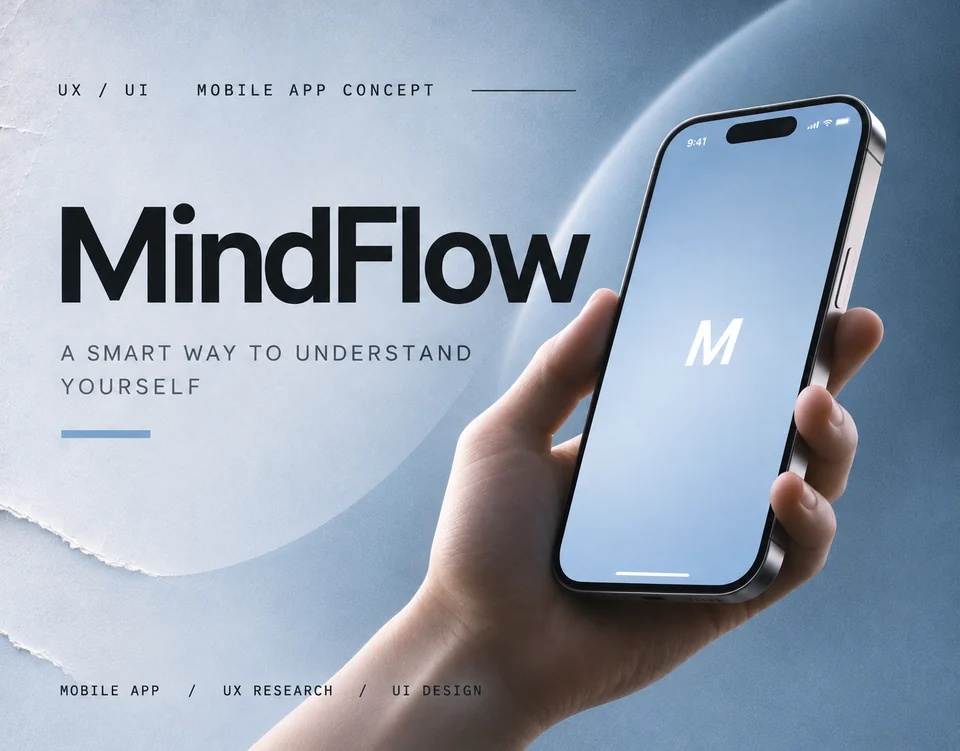 UX / UI MOBILE APP CONCEPT
MindFlow
A SMART WAY TO UNDERSTAND
YOURSELF
9:41
M
MOBILE APP / UX RESEARCH / UI DESIGN